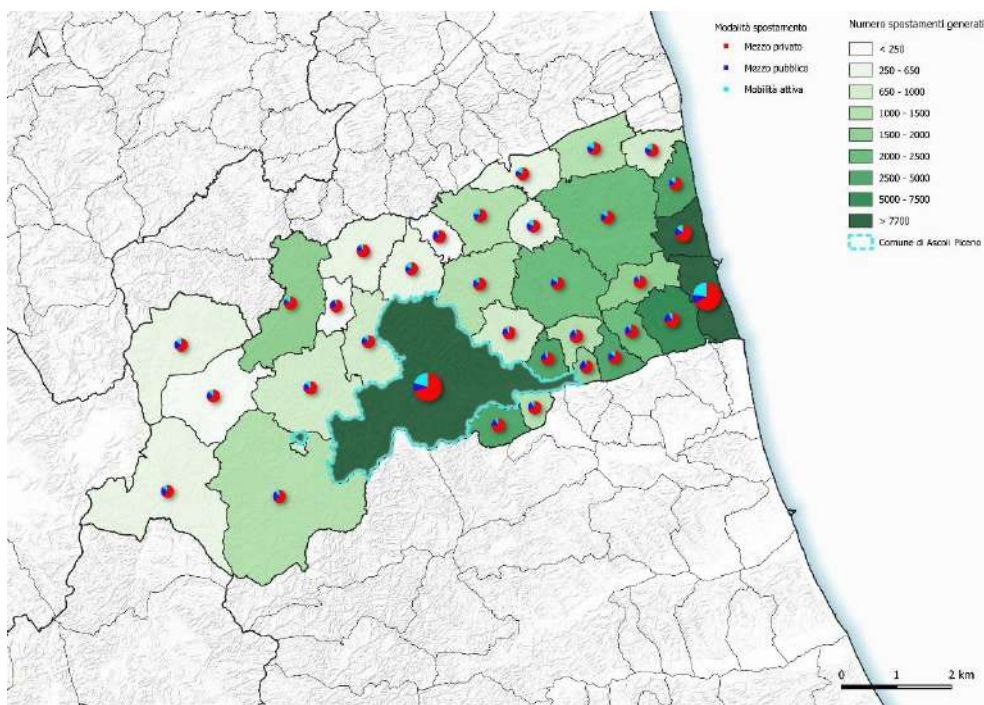 Modalità spostamento
Mezzo privato
Mezzo pubblico
Mobilità attiva
Numero spostamenti generati
< 250
250 - 650
650 - 1000
1000 - 1500
1500 - 2000
2000 - 2500
2500 - 5000
5000 - 7500
> 7700
Comune di Ascoli Piceno
0 1 2 km